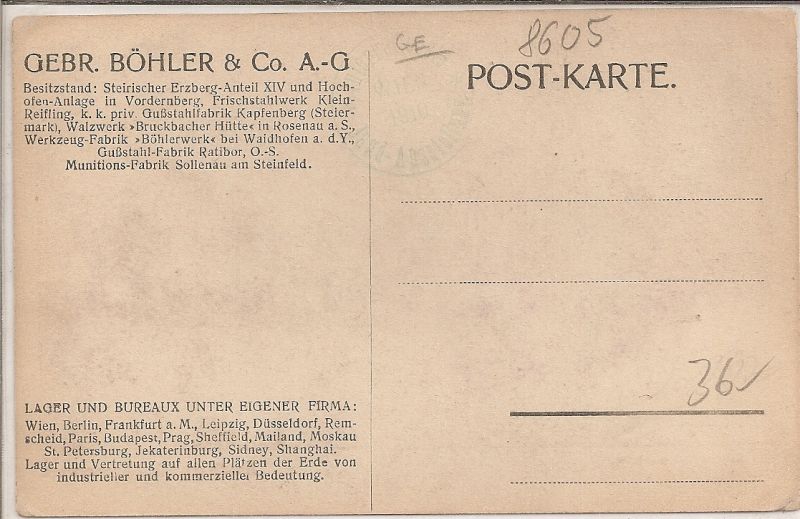 GEBR. BÖHLER & Co. A.-G
Besitzstand: Steirischer Erzberg-Anteil XIV und Hoch-
ofen-Anlage in Vordernberg, Frischstahlwerk Klein-
Reifling, k. k. priv. Gußstahlfabrik Kapfenberg (Steier-
mark), Walzwerk »Bruckbacher Hütte« in Rosenau a. S.,
Werkzeug-Fabrik »Böhlerwerk« bei Waidhofen a. d. Y.,
Gußstahl-Fabrik Ratibor, O.-S.
Munitions-Fabrik Sollenau am Steinfeld.
GE
8605
POST-KARTE.
36
LAGER UND BUREAUX UNTER EIGENER FIRMA:
Wien, Berlin, Frankfurt a. M., Leipzig, Düsseldorf, Rem-
scheid, Paris, Budapest, Prag, Sheffield, Mailand, Moskau
St. Petersburg, Jekaterinburg, Sidney, Shanghai.
Lager und Vertretung auf allen Plätzen der Erde von
industrieller und kommerzieller Bedeutung.